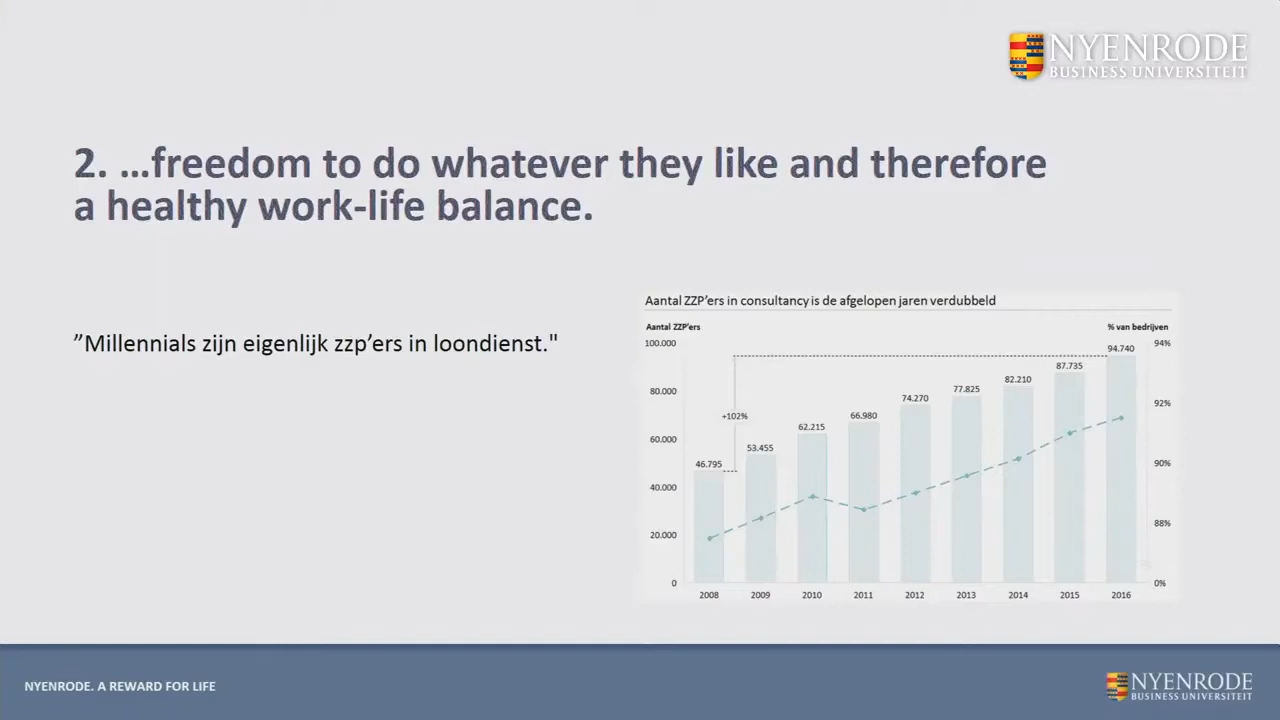 NYENRODE
BUSINESS UNIVERSITEIT
2. ...freedom to do whatever they like and therefore
a healthy work-life balance.
”Millennials zijn eigenlijk zzp’ers in loondienst."
Aantal ZZP’ers in consultancy is de afgelopen jaren verdubbeld
Aantal ZZP’ers
% van bedrijven
100.000
80.000
60.000
40.000
20.000
0
94%
92%
90%
88%
0%
+102%
46.795
53.455
62.215
66.980
74.270
77.825
82.210
87.735
94.740
2008 2009 2010 2011 2012 2013 2014 2015 2016
NYENRODE. A REWARD FOR LIFE
NYENRODE
BUSINESS UNIVERSITEIT